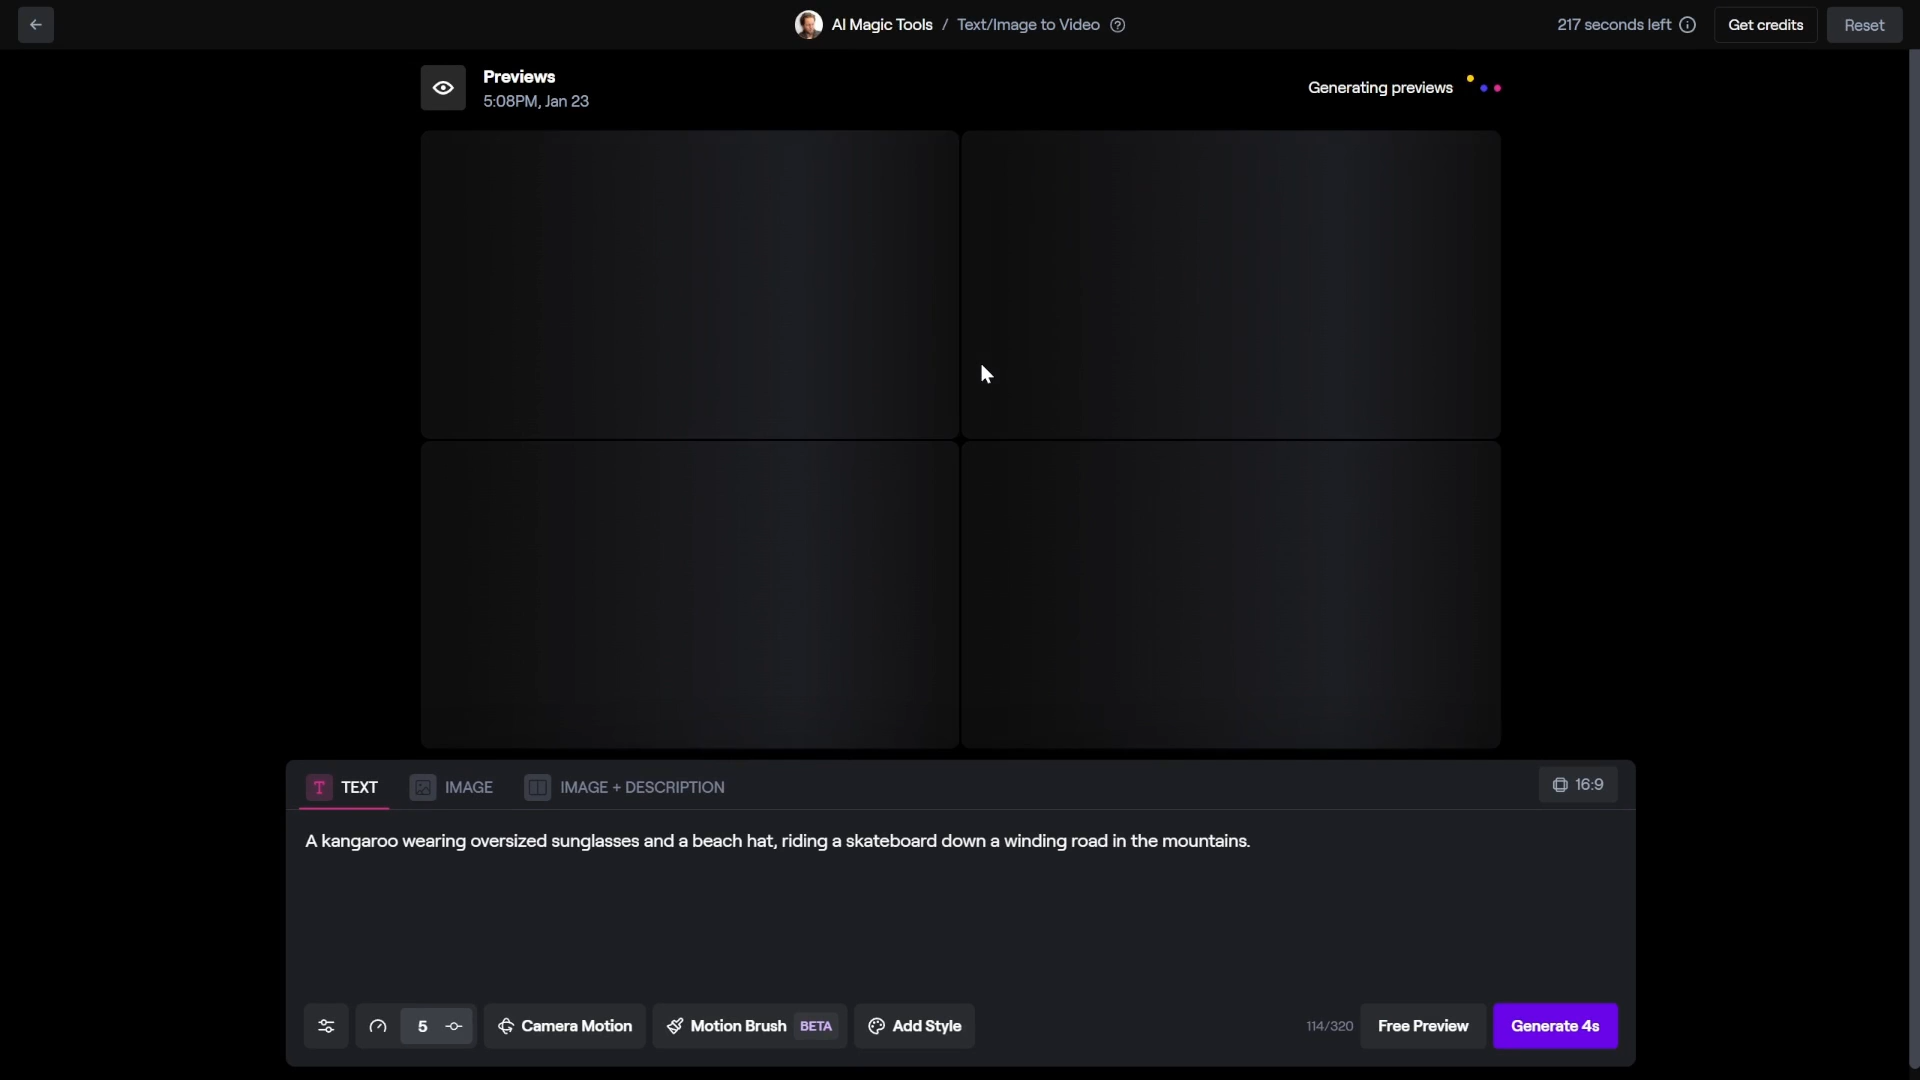 AI Magic Tools / Text/Image to Video
217 seconds left
Get credits
Reset
Previews
5:08PM, Jan 23
Generating previews
T TEXT
IMAGE
IMAGE + DESCRIPTION
16:9
A kangaroo wearing oversized sunglasses and a beach hat, riding a skateboard down a winding road in the mountains.
5
Camera Motion
Motion Brush BETA
Add Style
114/320
Free Preview
Generate 4s